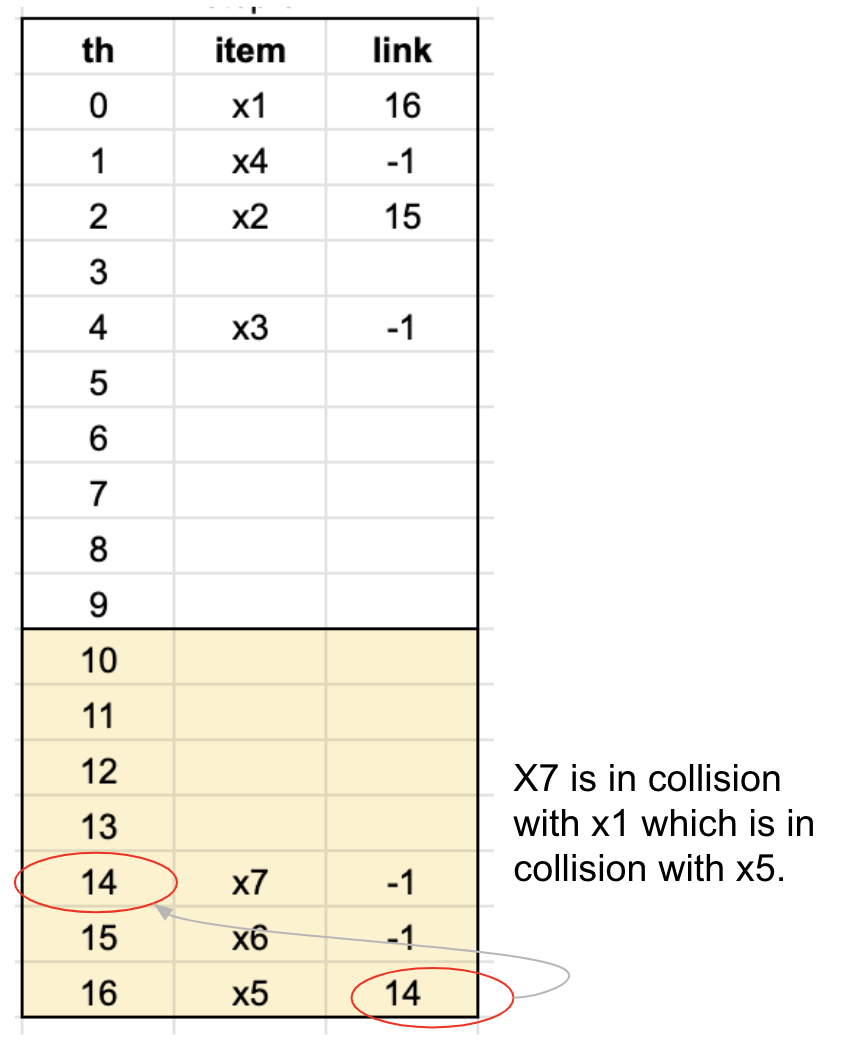 th item link
0 x1 16
1 x4 -1
2 x2 15
3
4 x3 -1
5
6
7
8
9
10
11
12
13
14 x7 -1
15 x6 -1
16 x5 14
X7 is in collision
with x1 which is in
collision with x5.